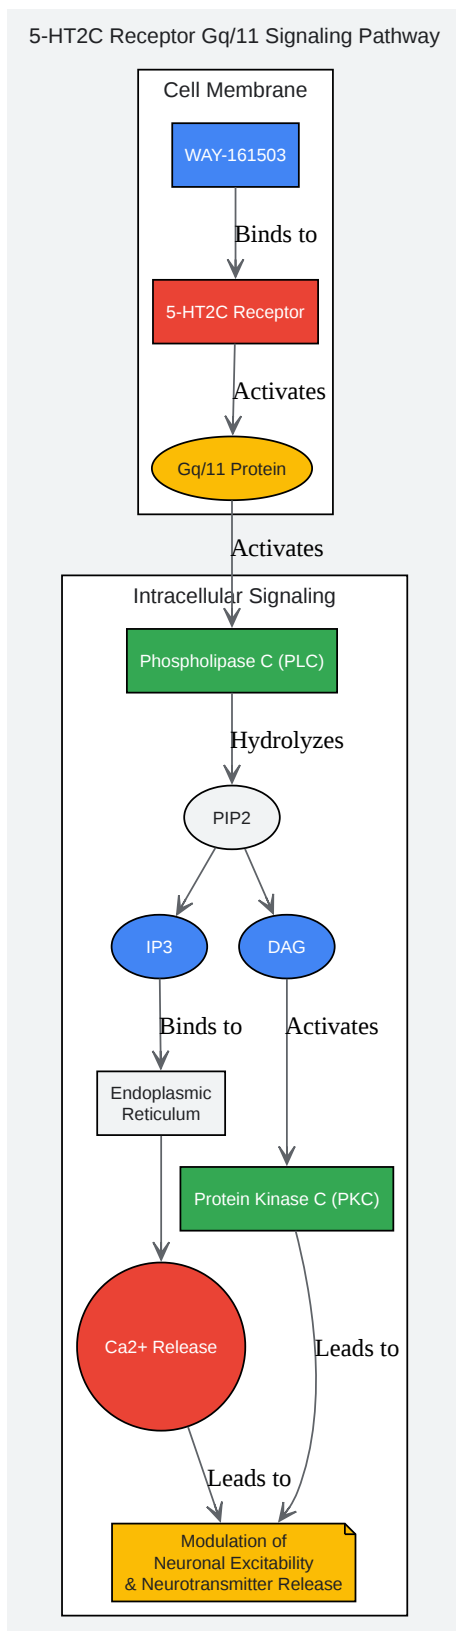 5-HT2C Receptor Gq/11 Signaling Pathway
Cell Membrane
WAY-161503
Binds to
5-HT2C Receptor
Activates
Gq/11 Protein
Activates
Intracellular Signaling
Phospholipase C (PLC)
Hydrolyzes
PIP2
IP3
DAG
Binds to
Activates
Endoplasmic
Reticulum
Protein Kinase C (PKC)
Ca2+ Release
Leads to
Leads to
Modulation of
Neuronal Excitability
& Neurotransmitter Release